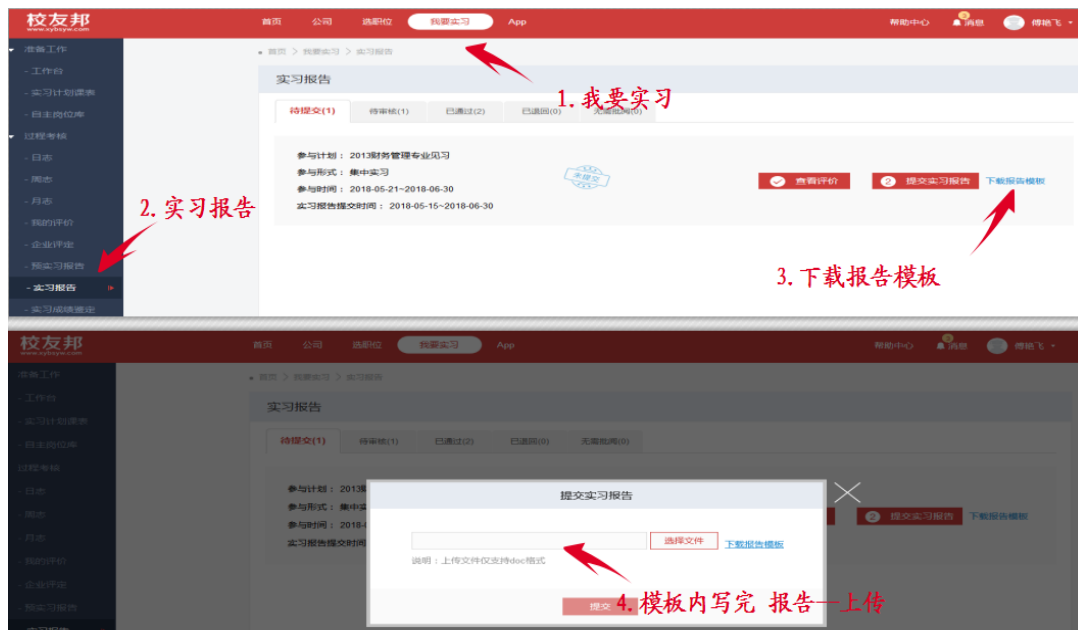 校友邦
www.xybsyw.com
首页 公司 选职位 我要实习 App
帮助中心 2 消息 傅艳飞
准备工作
首页 > 我要实习 > 实习报告
- 工作台
实习报告
- 实习计划课表
1.我要实习
待提交(1) 待审核(1) 已通过(2) 已退回(0) 无需批阅(0)
- 自主岗位库
过程考核
- 日志
参与计划： 2013财务管理专业见习
参与形式： 集中实习
未提交
查看评价 2 提交实习报告 下载报告模板
- 周志
参与时间： 2018-05-21~2018-06-30
- 月志
实习报告提交时间： 2018-05-15~2018-06-30
2.实习报告
- 我的评价
- 企业评定
- 预实习报告
3.下载报告模板
- 实习报告
- 实习成绩鉴定
校友邦
www.xybsyw.com
首页 公司 选职位 我要实习 App
帮助中心 2 消息 傅艳飞
准备工作
首页 > 我要实习 > 实习报告
- 工作台
实习报告
- 实习计划课表
待提交(1) 待审核(1) 已通过(2) 已退回(0) 无需批阅(0)
- 自主岗位库
过程考核
参与计划： 2013
提交实习报告
- 日志
参与形式： 集中实
- 周志
2 提交实习报告 下载报告模板
参与时间： 2018-
- 月志
实习报告提交时间
选择文件 下载报告模板
- 我的评价
说明：上传文件仅支持doc格式
- 企业评定
- 预实习报告
提交
4.模板内写完 报告—上传
- 实习报告